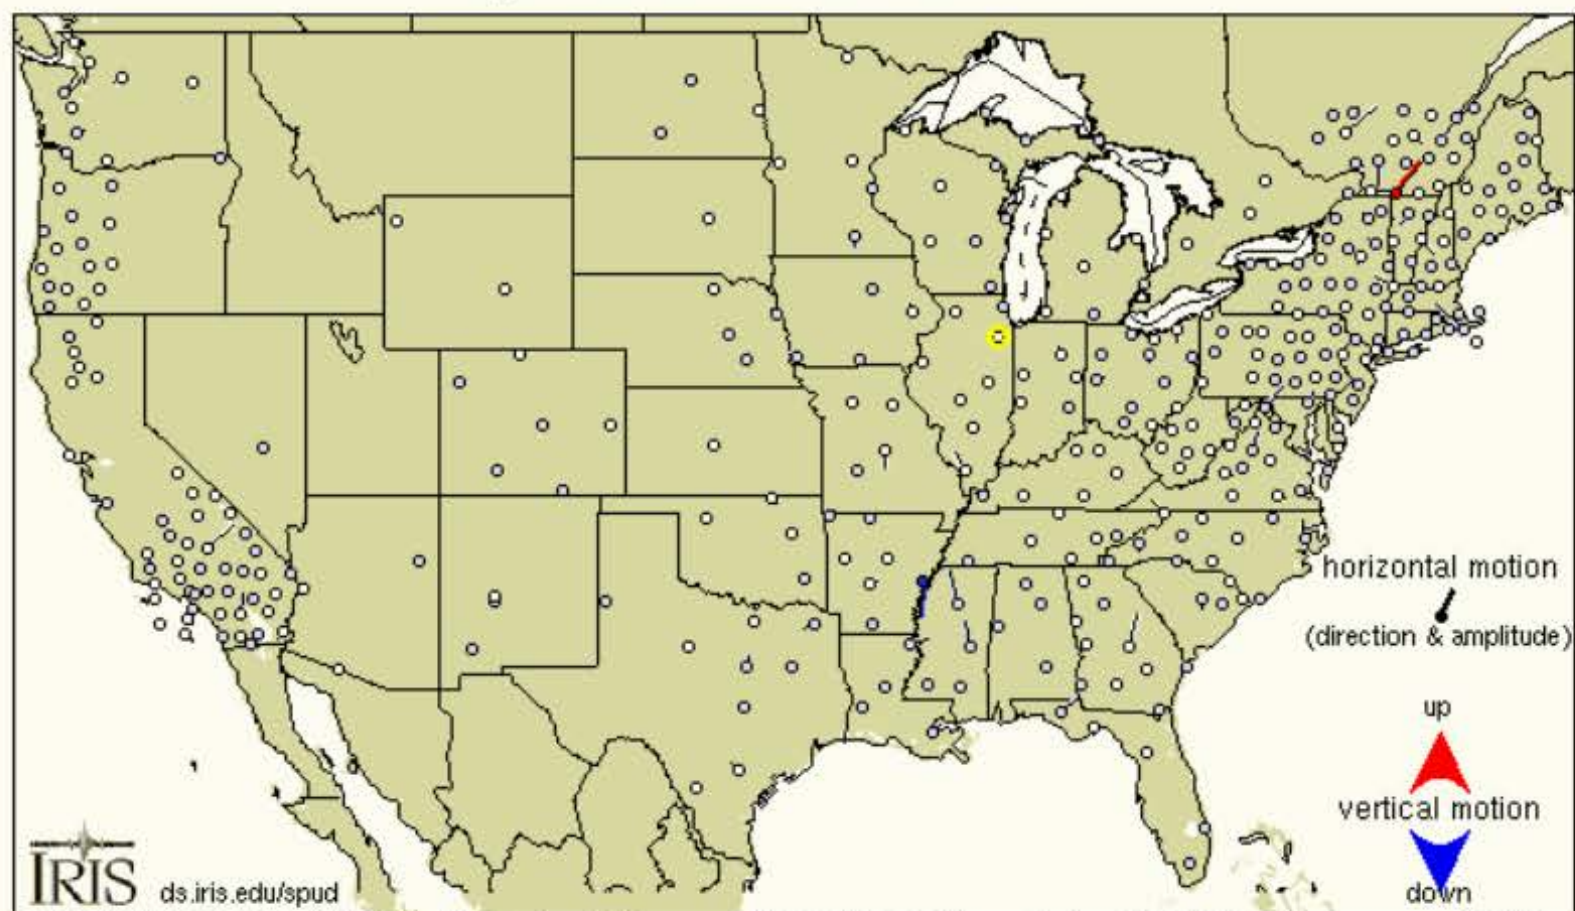 horizontal motion
(direction & amplitude)
up
vertical motion
down
IRIS
ds.iris.edu/spud